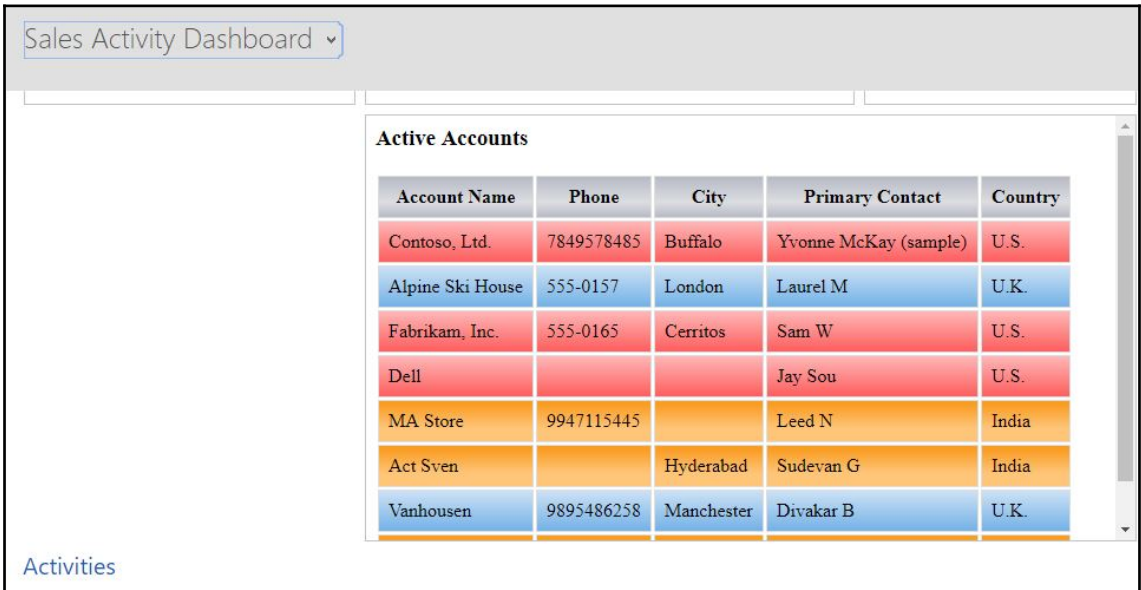 Sales Activity Dashboard
Active Accounts
Account Name Phone City Primary Contact Country
Contoso, Ltd. 7849578485 Buffalo Yvonne McKay (sample) U.S.
Alpine Ski House 555-0157 London Laurel M U.K.
Fabrikam, Inc. 555-0165 Cerritos Sam W U.S.
Dell Jay Sou U.S.
MA Store 9947115445 Leed N India
Act Sven Hyderabad Sudevan G India
Vanhousen 9895486258 Manchester Divakar B U.K.
Activities